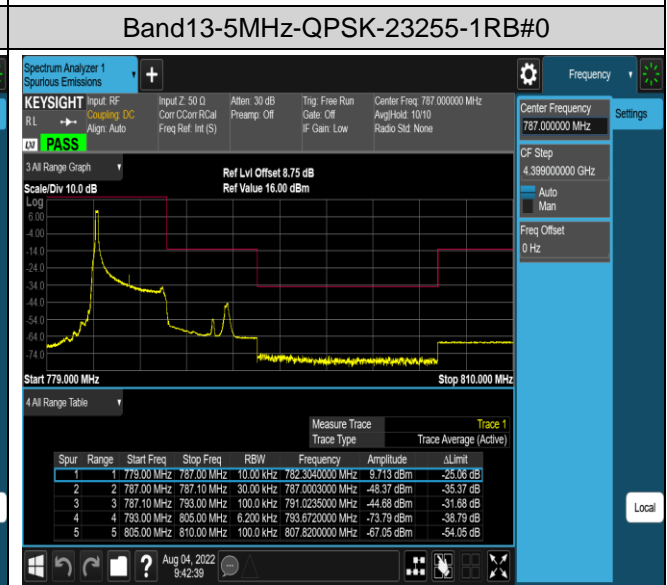 Band13-5MHz-QPSK-23255-1RB#0
Spectrum Analyzer 1
Spurious Emissions
+
Frequency
KEYSIGHT Input: RF Input Z: 50 Ω Atten: 30 dB Trig: Free Run Center Freq: 787.000000 MHz
RL Coupling: DC Corr CCorr RCal Preamp: Off Gate: Off Avg|Hold: 10/10
Align: Auto Freq Ref: Int (S) IF Gain: Low Radio Std: None
LXI PASS
Center Frequency
787.000000 MHz
Settings
CF Step
4.399000000 GHz
Auto
Man
Freq Offset
0 Hz
3 All Range Graph
Ref Lvl Offset 8.75 dB
Scale/Div 10.0 dB Ref Value 16.00 dBm
Log
6.00
-4.00
-14.0
-24.0
-34.0
-44.0
-54.0
-64.0
-74.0
Start 779.000 MHz Stop 810.000 MHz
4 All Range Table
Measure Trace Trace 1
Trace Type Trace Average (Active)
Spur Range Start Freq Stop Freq RBW Frequency Amplitude ΔLimit
1 1 779.00 MHz 787.00 MHz 10.00 kHz 782.3040000 MHz 9.713 dBm -25.06 dB
2 2 787.00 MHz 787.10 MHz 30.00 kHz 787.0003000 MHz -48.37 dBm -35.37 dB
3 3 787.10 MHz 793.00 MHz 100.0 kHz 791.0235000 MHz -44.68 dBm -31.68 dB
4 4 793.00 MHz 805.00 MHz 6.200 kHz 793.6720000 MHz -73.79 dBm -38.79 dB
5 5 805.00 MHz 810.00 MHz 100.0 kHz 807.8200000 MHz -67.05 dBm -54.05 dB
Local
? Aug 04, 2022
9:42:39